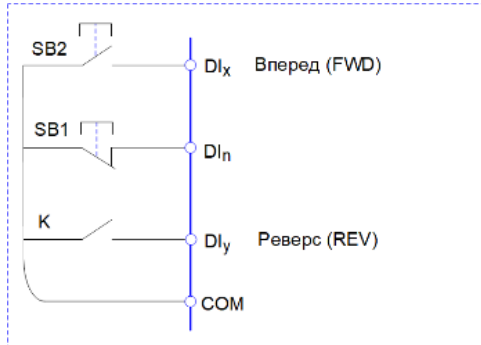 SB2
DIx Вперед (FWD)
SB1
DIn
K
DIy Реверс (REV)
COM